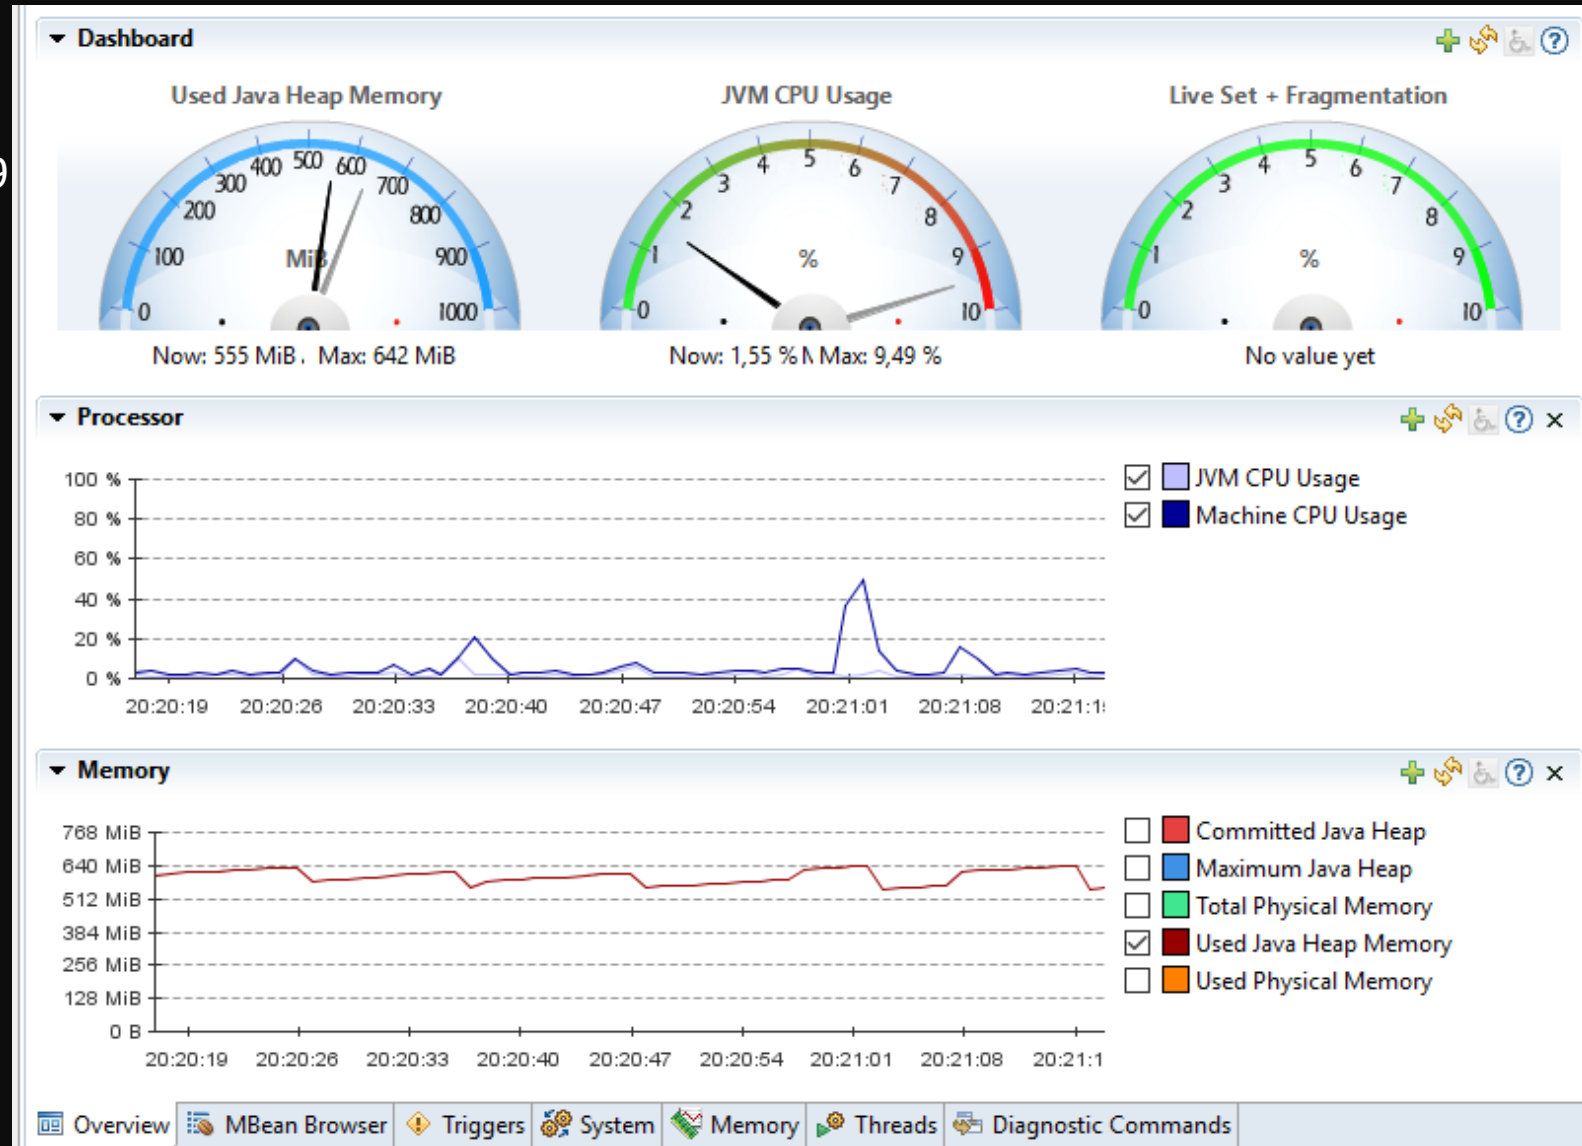 Dashboard
Used Java Heap Memory
JVM CPU Usage
Live Set + Fragmentation
0 100 200 300 400 500 600 700 800 900 1000
MiB
0 1 2 3 4 5 6 7 8 9 10
%
0 1 2 3 4 5 6 7 8 9 10
%
9
Now: 555 MiB Max: 642 MiB
Now: 1,55 % Max: 9,49 %
No value yet
Processor
100 %
80 %
60 %
40 %
20 %
0 %
20:20:19 20:20:26 20:20:33 20:20:40 20:20:47 20:20:54 20:21:01 20:21:08 20:21:1
JVM CPU Usage
Machine CPU Usage
Memory
768 MiB
640 MiB
512 MiB
384 MiB
256 MiB
128 MiB
0 B
20:20:19 20:20:26 20:20:33 20:20:40 20:20:47 20:20:54 20:21:01 20:21:08 20:21:1
Committed Java Heap
Maximum Java Heap
Total Physical Memory
Used Java Heap Memory
Used Physical Memory
Overview MBean Browser Triggers System Memory Threads Diagnostic Commands